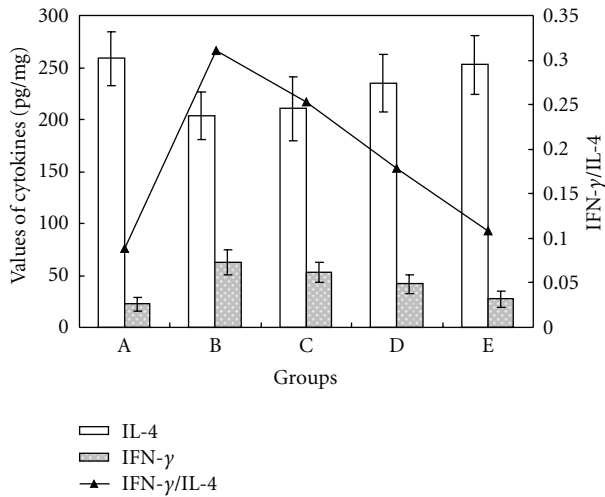 Values of cytokines (pg/mg)
300
250
200
150
100
50
0
0.35
0.3
0.25
0.2
0.15
0.1
0.05
0
IFN-γ/IL-4
A B C D E
Groups
IL-4
IFN-γ
IFN-γ/IL-4